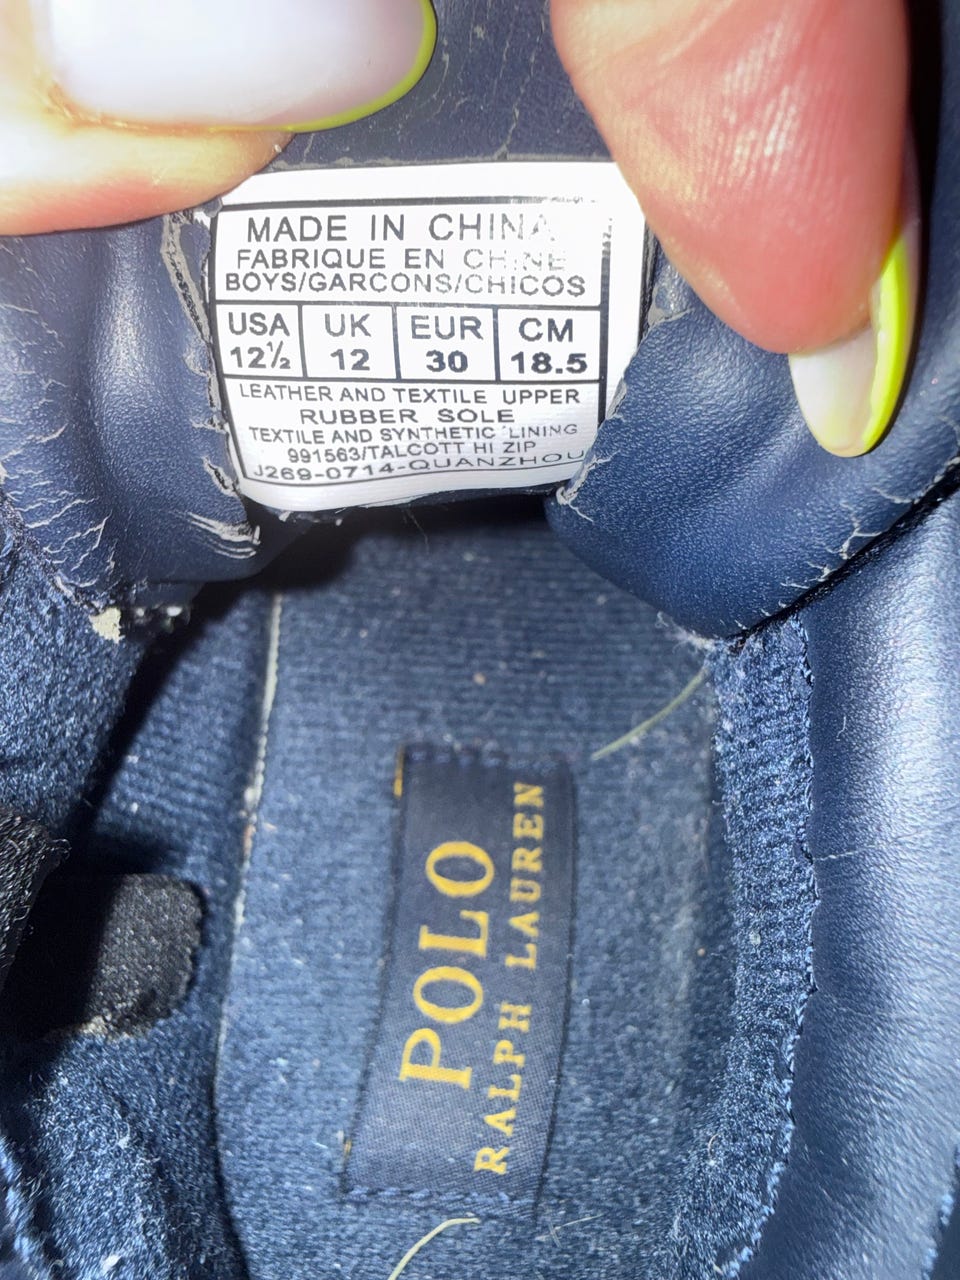 MADE IN CHINA
FABRIQUE EN CHINE
BOYS/GARCONS/CHICOS
USA UK EUR CM
12½ 12 30 18.5
LEATHER AND TEXTILE UPPER
RUBBER SOLE
TEXTILE AND SYNTHETIC LINING
991563/TALCOTT HI ZIP
J269-0714-QUANZHOU
POLO
RALPH LAUREN